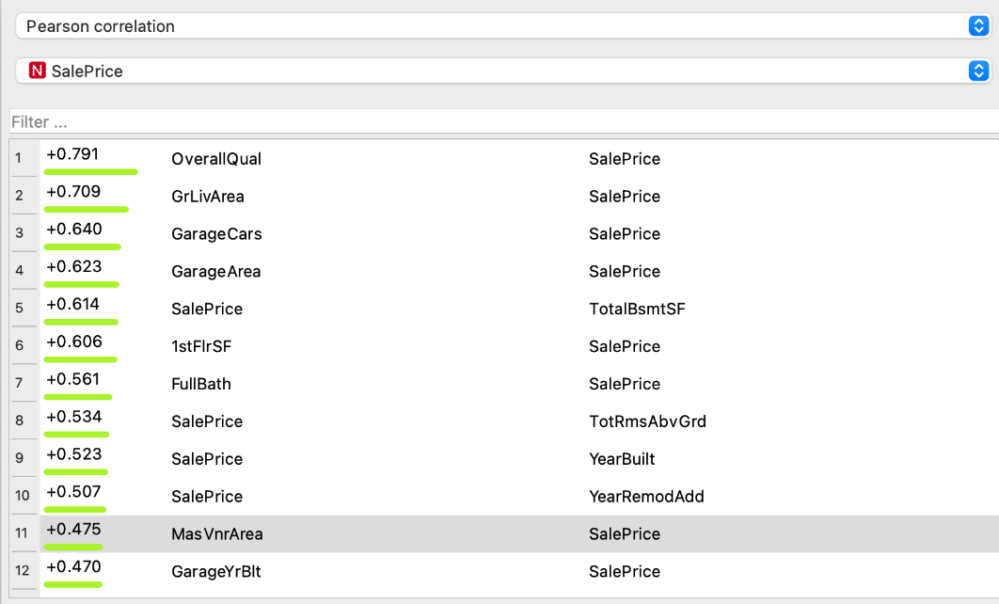 Pearson correlation
N SalePrice
Filter ...
1 +0.791 OverallQual SalePrice
2 +0.709 GrLivArea SalePrice
3 +0.640 GarageCars SalePrice
4 +0.623 GarageArea SalePrice
5 +0.614 SalePrice TotalBsmtSF
6 +0.606 1stFlrSF SalePrice
7 +0.561 FullBath SalePrice
8 +0.534 SalePrice TotRmsAbvGrd
9 +0.523 SalePrice YearBuilt
10 +0.507 SalePrice YearRemodAdd
11 +0.475 MasVnrArea SalePrice
12 +0.470 GarageYrBlt SalePrice